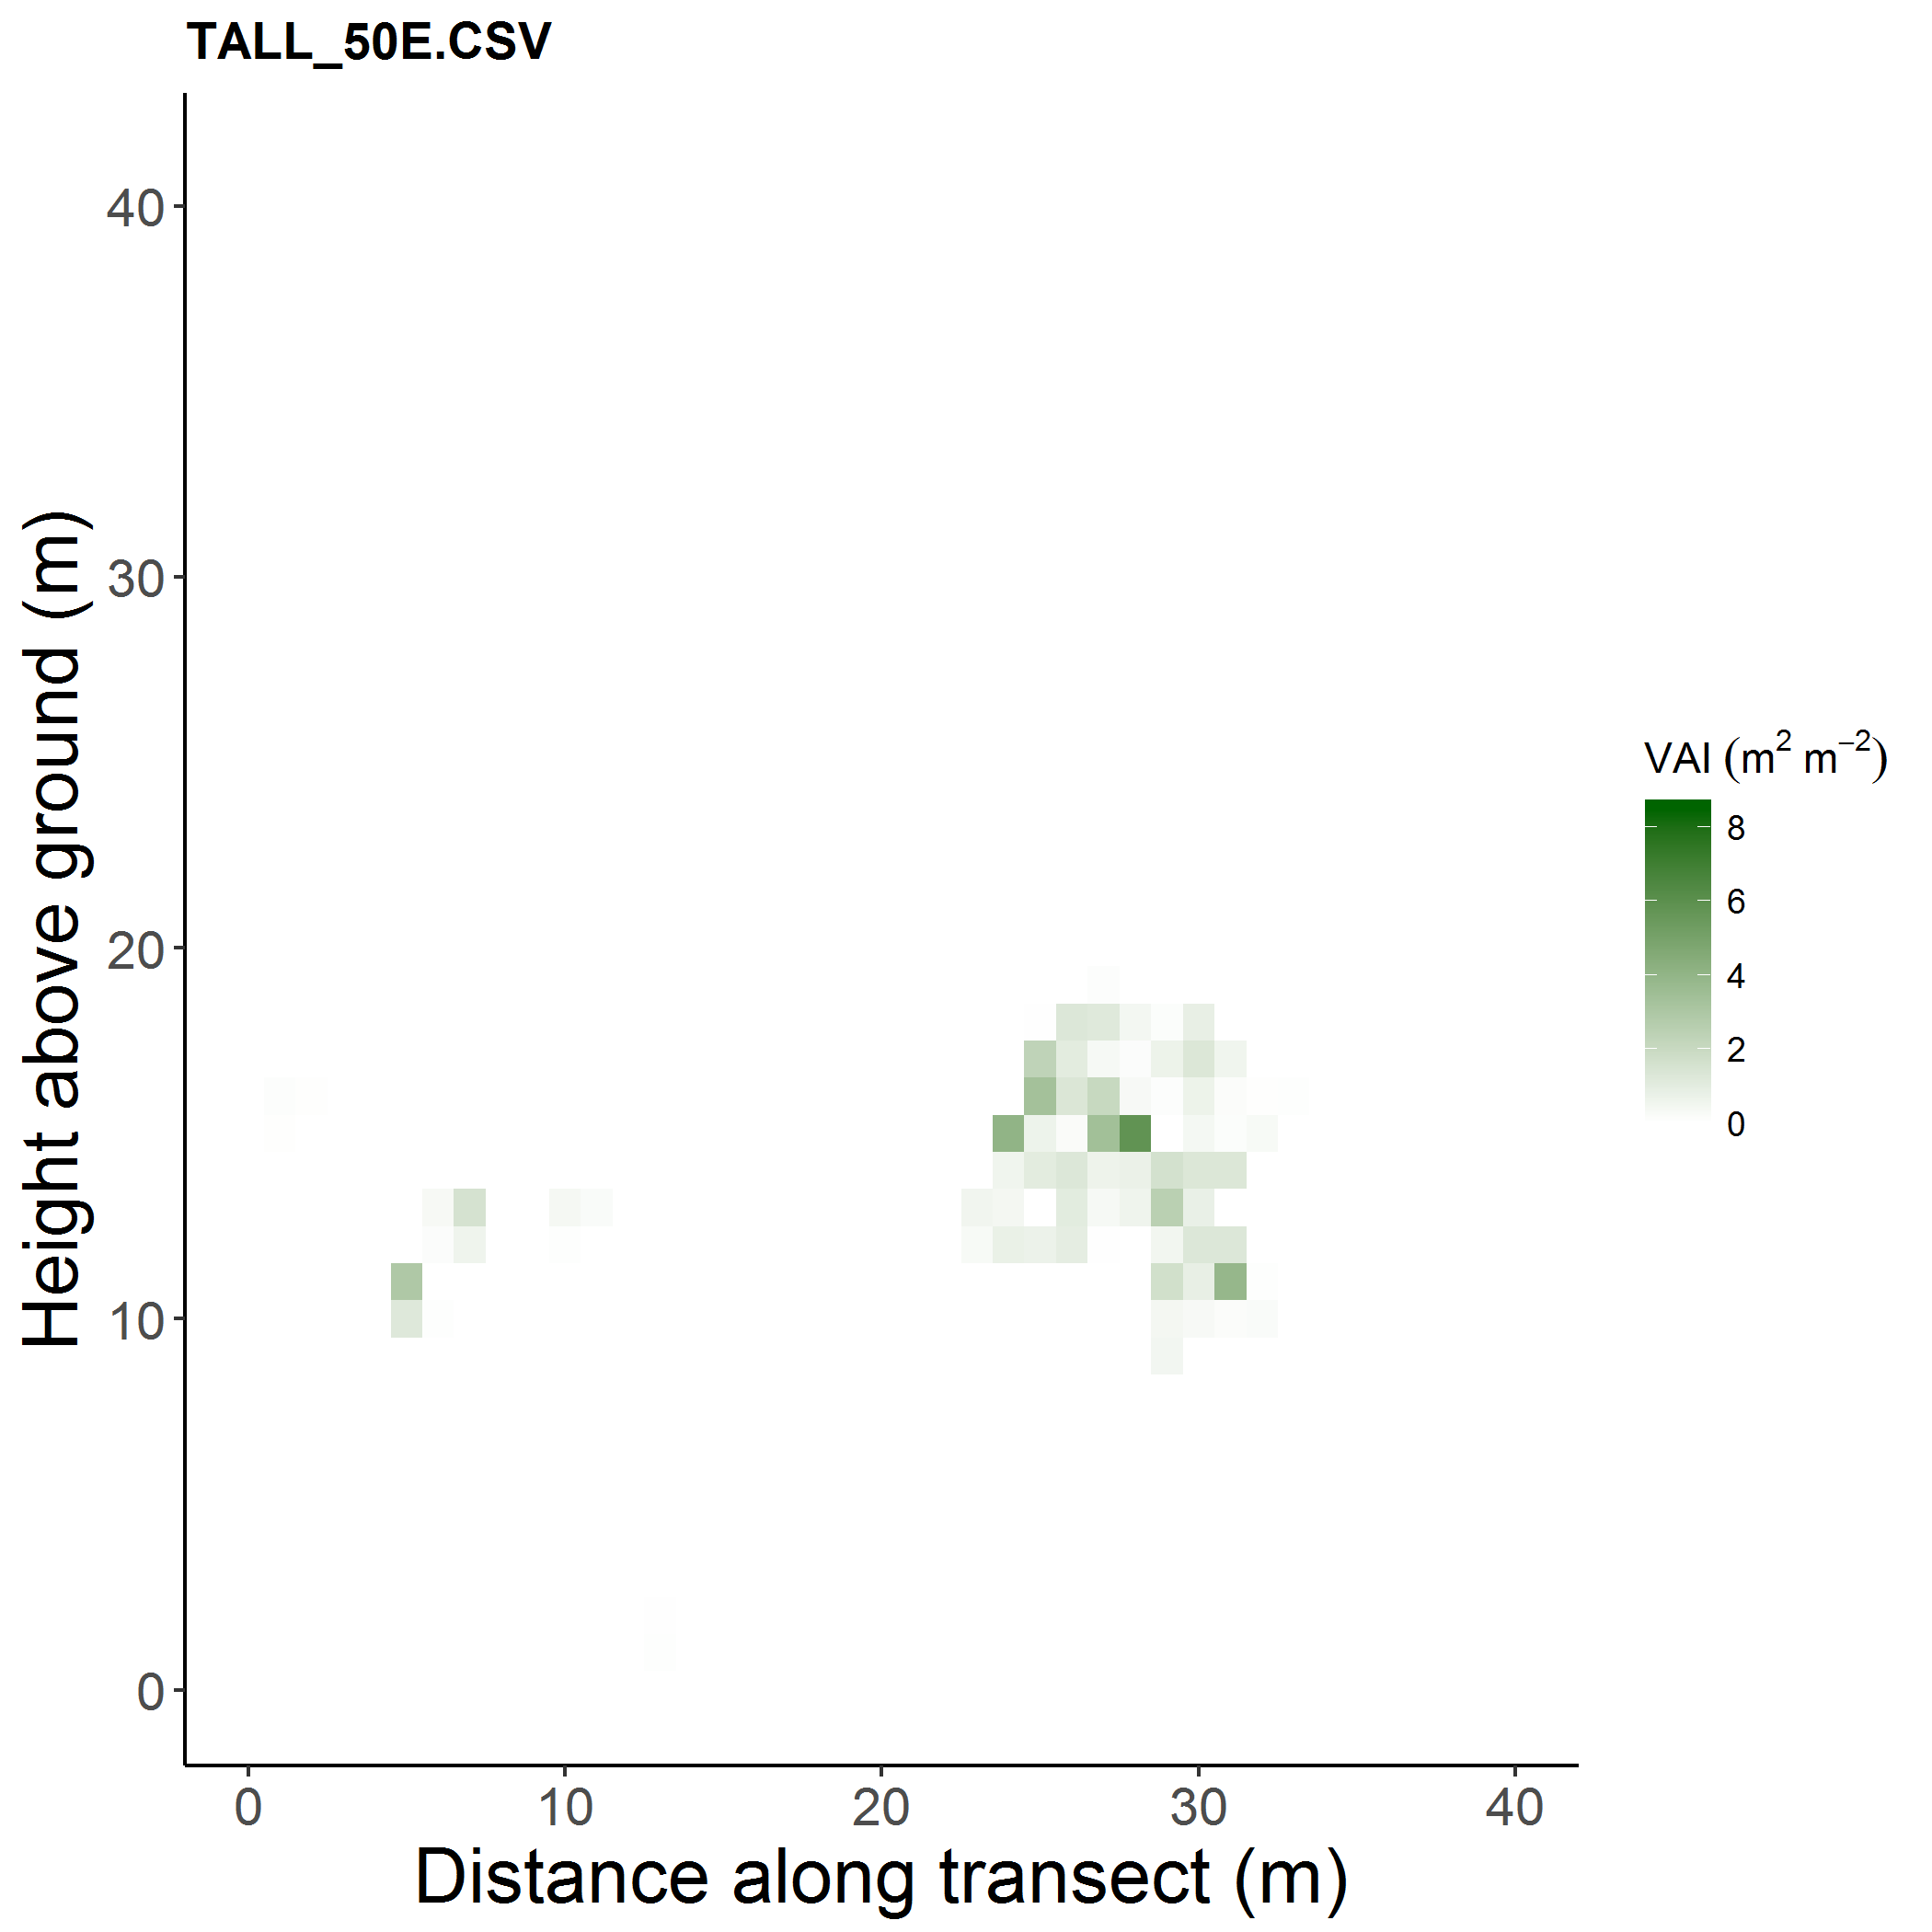 TALL_50E.CSV
40
30
20
10
0
Height above ground (m)
0 10 20 30 40
Distance along transect (m)
VAI (m² m⁻²)
8
6
4
2
0